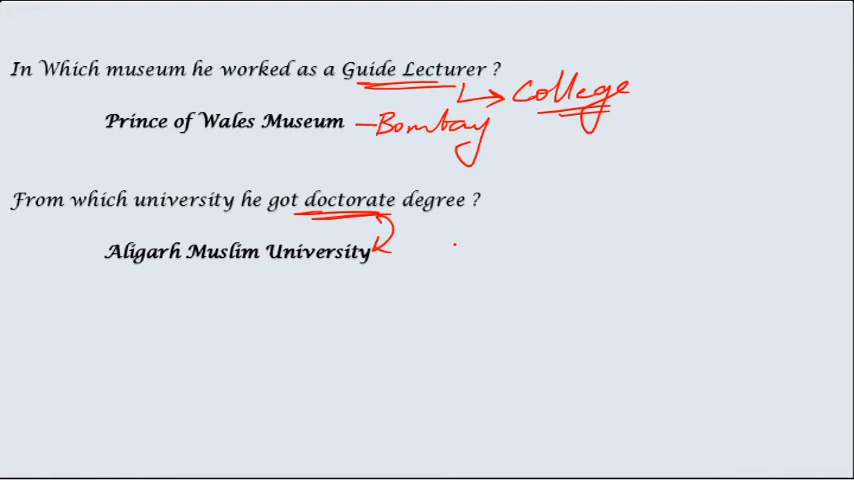 In Which museum he worked as a Guide Lecturer ?
College
Prince of Wales Museum – Bombay
From which university he got doctorate degree ?
Aligarh Muslim University